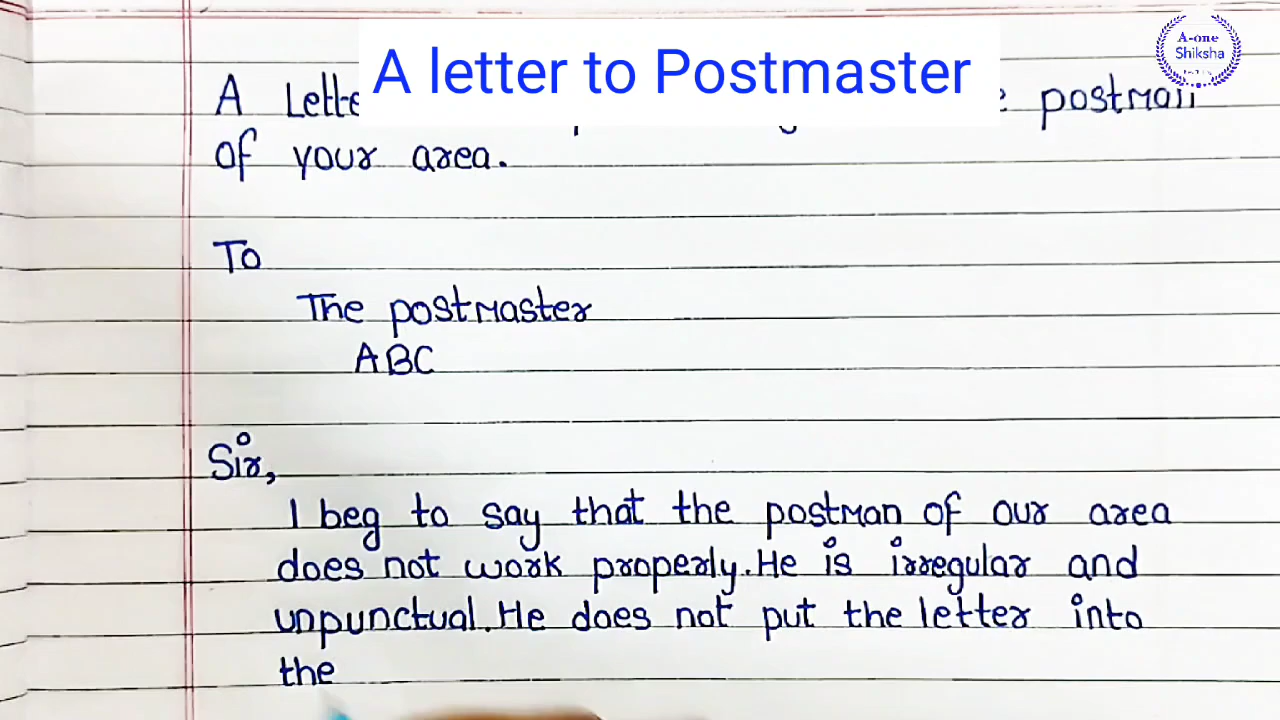 A-one
Shiksha
A letter to Postmaster
A postman
of your area.
To
The postmaster
ABC
Sir,
I beg to say that the postman of our area
does not work properly. He is irregular and
unpunctual. He does not put the letter into
the